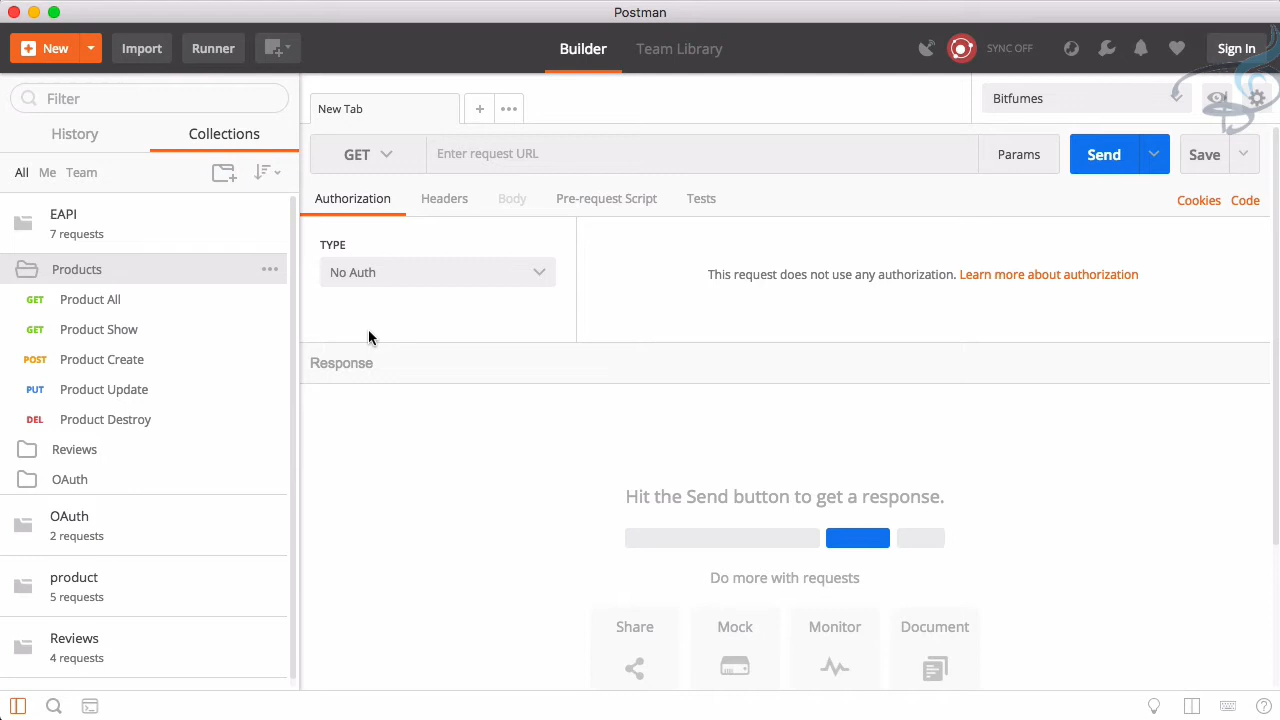 Postman
New
Import
Runner
Builder
Team Library
SYNC OFF
Sign In
Filter
History
Collections
All Me Team
EAPI
7 requests
Products
GET Product All
GET Product Show
POST Product Create
PUT Product Update
DEL Product Destroy
Reviews
OAuth
OAuth
2 requests
product
5 requests
Reviews
4 requests
New Tab
Bitfumes
GET
Enter request URL
Params
Send
Save
Authorization
Headers
Body
Pre-request Script
Tests
Cookies
Code
TYPE
No Auth
This request does not use any authorization. Learn more about authorization
Response
Hit the Send button to get a response.
Do more with requests
Share
Mock
Monitor
Document